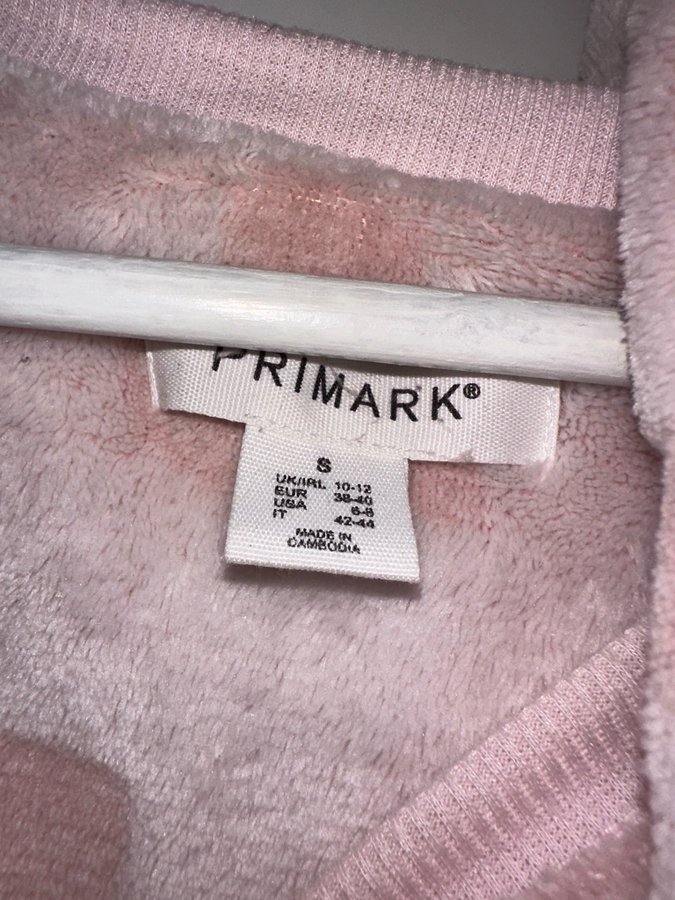 PRIMARK®
S
UK/IRL 10-12
EUR 38-40
USA 6-8
IT 42-44
MADE IN
CAMBODIA